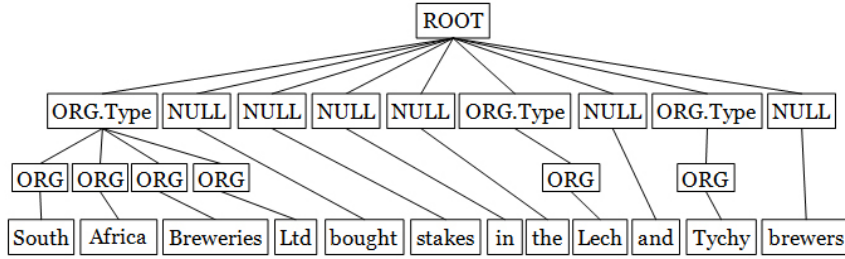 ROOT
ORG.Type NULL NULL NULL NULL ORG.Type NULL ORG.Type NULL
ORG ORG ORG ORG ORG ORG
South Africa Breweries Ltd bought stakes in the Lech and Tychy brewers